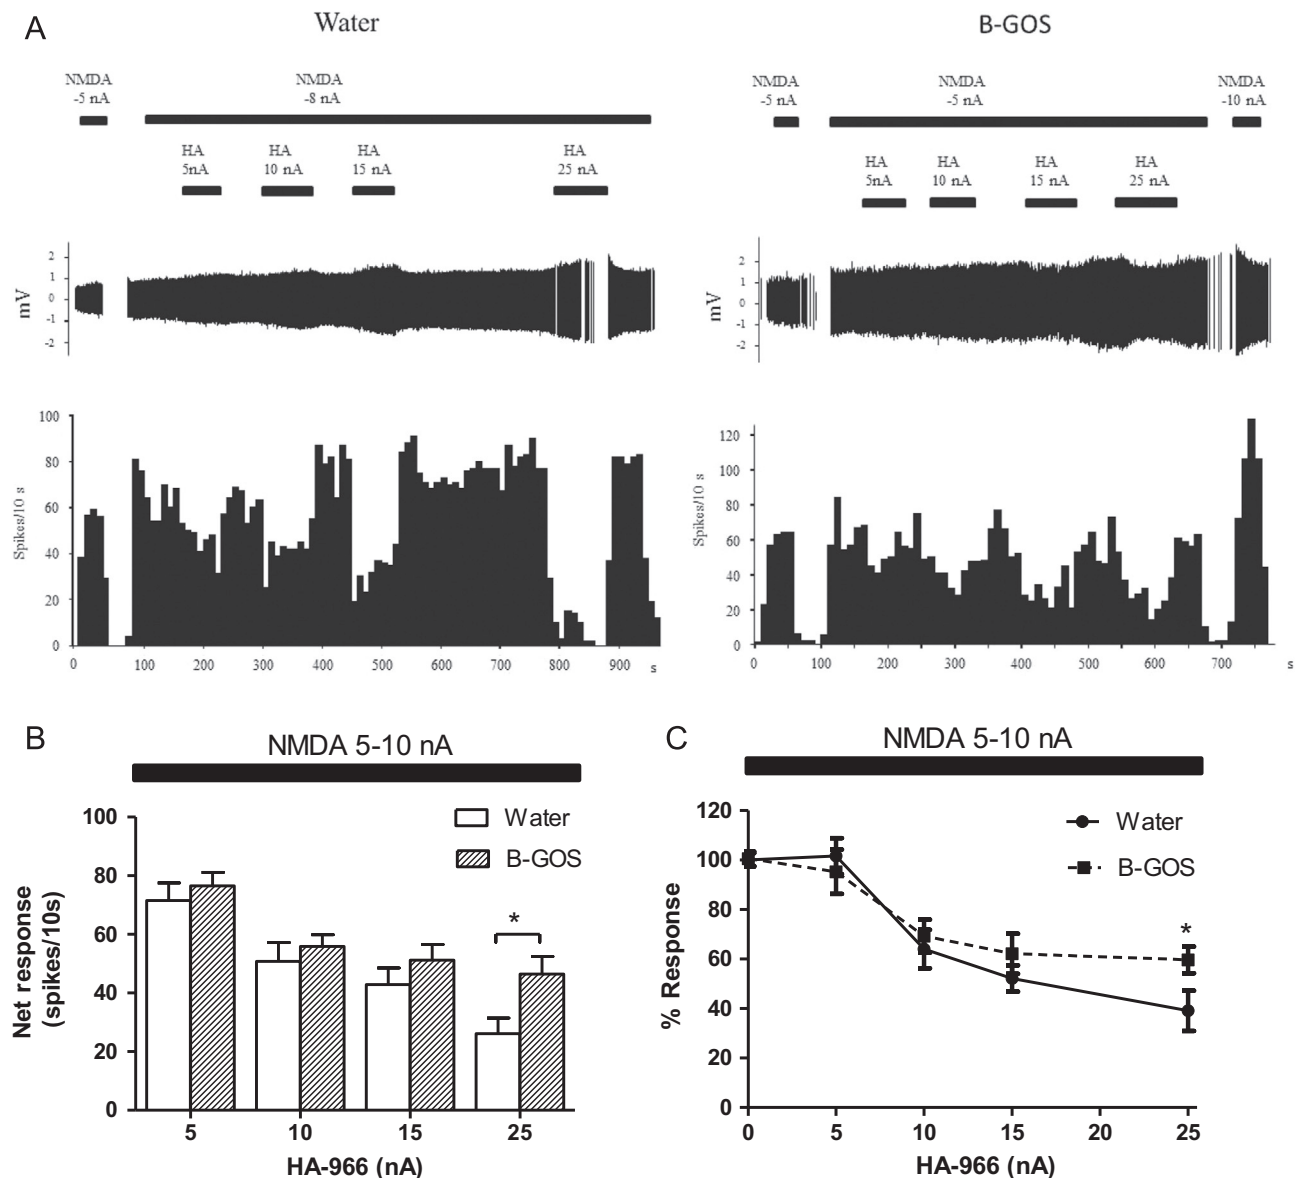 A
Water
B-GOS
NMDA
-5 nA
NMDA
-8 nA
HA
5nA
HA
10 nA
HA
15 nA
HA
25 nA
mV
2
1
0
-1
-2
Spikes/10 s
100
80
60
40
20
0
0 100 200 300 400 500 600 700 800 900 s
NMDA
-5 nA
NMDA
-5 nA
NMDA
-10 nA
HA
5nA
HA
10 nA
HA
15 nA
HA
25 nA
mV
2
1
0
-1
-2
Spikes/10 s
120
100
80
60
40
20
0
0 100 200 300 400 500 600 700 s
B
NMDA 5-10 nA
Water
B-GOS
Net response
(spikes/10s)
100
80
60
40
20
0
*
5 10 15 25
HA-966 (nA)
C
NMDA 5-10 nA
Water
B-GOS
% Response
120
100
80
60
40
20
0
*
0 5 10 15 20 25
HA-966 (nA)